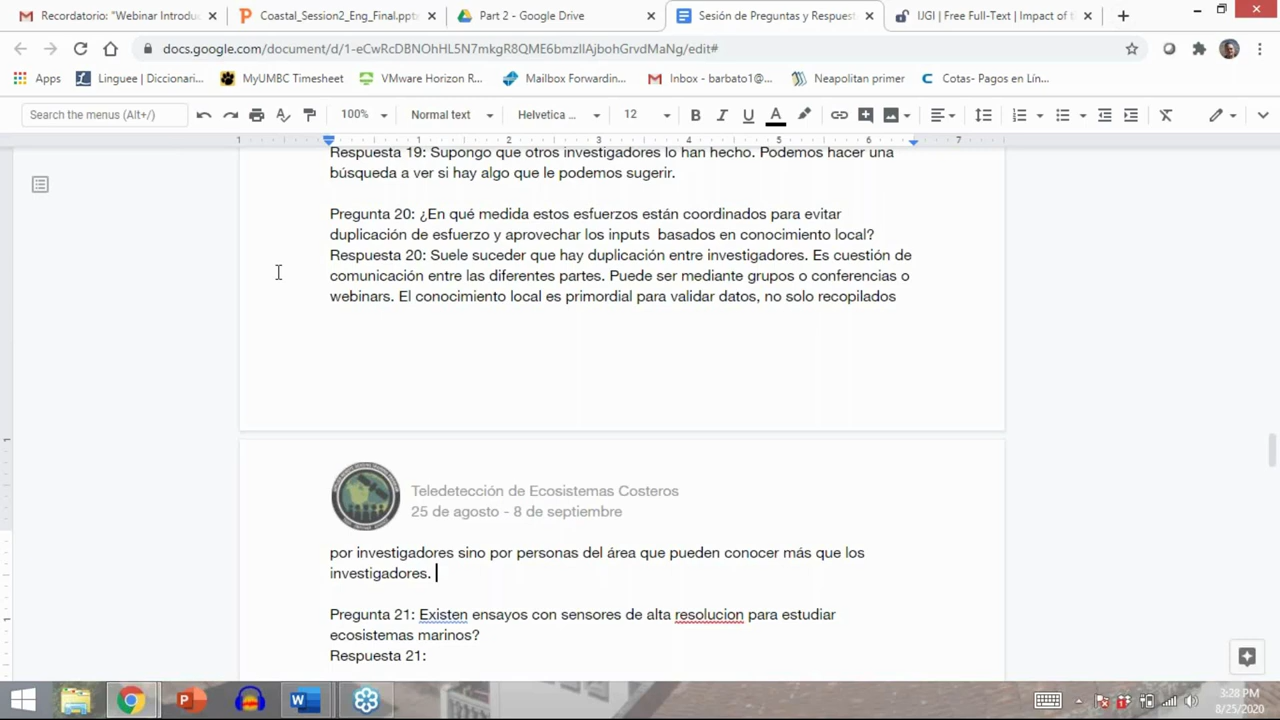 Recordatorio: "Webinar Introdu
Coastal_Session2_Eng_Final.pptx
Part 2 - Google Drive
Sesión de Preguntas y Respuest
IJGI | Free Full-Text | Impact of t
docs.google.com/document/d/1-eCwRcDBNOhHL5N7mkgR8QME6bmzlIAjbohGrvdMaNg/edit#
Apps
Linguee | Diccionari...
MyUMBC Timesheet
VMware Horizon R...
Mailbox Forwardin...
Inbox - barbato1@...
Neapolitan primer
Cotas- Pagos en Lín...
Search the menus (Alt+/)
100%
Normal text
Helvetica ...
12
B I U A
1 1 2 3 4 5 6 7
Respuesta 19: Supongo que otros investigadores lo han hecho. Podemos hacer una
búsqueda a ver si hay algo que le podemos sugerir.
Pregunta 20: ¿En qué medida estos esfuerzos están coordinados para evitar
duplicación de esfuerzo y aprovechar los inputs  basados en conocimiento local?
Respuesta 20: Suele suceder que hay duplicación entre investigadores. Es cuestión de
comunicación entre las diferentes partes. Puede ser mediante grupos o conferencias o
webinars. El conocimiento local es primordial para validar datos, no solo recopilados
Teledetección de Ecosistemas Costeros
25 de agosto - 8 de septiembre
por investigadores sino por personas del área que pueden conocer más que los
investigadores.
Pregunta 21: Existen ensayos con sensores de alta resolucion para estudiar
ecosistemas marinos?
Respuesta 21:
3:28 PM
8/25/2020